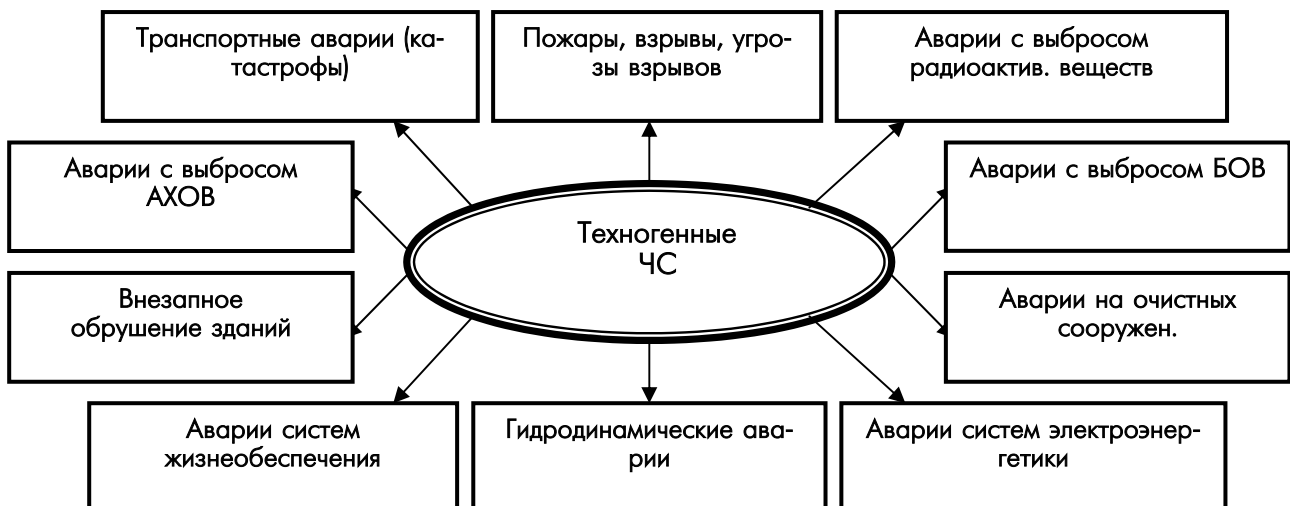 Транспортные аварии (ка-
тастрофы)
Пожары, взрывы, угро-
зы взрывов
Аварии с выбросом
радиоактив. веществ
Аварии с выбросом
АХОВ
Аварии с выбросом БОВ
Техногенные
ЧС
Внезапное
обрушение зданий
Аварии на очистных
сооружен.
Аварии систем
жизнеобеспечения
Гидродинамические ава-
рии
Аварии систем электроэнер-
гетики